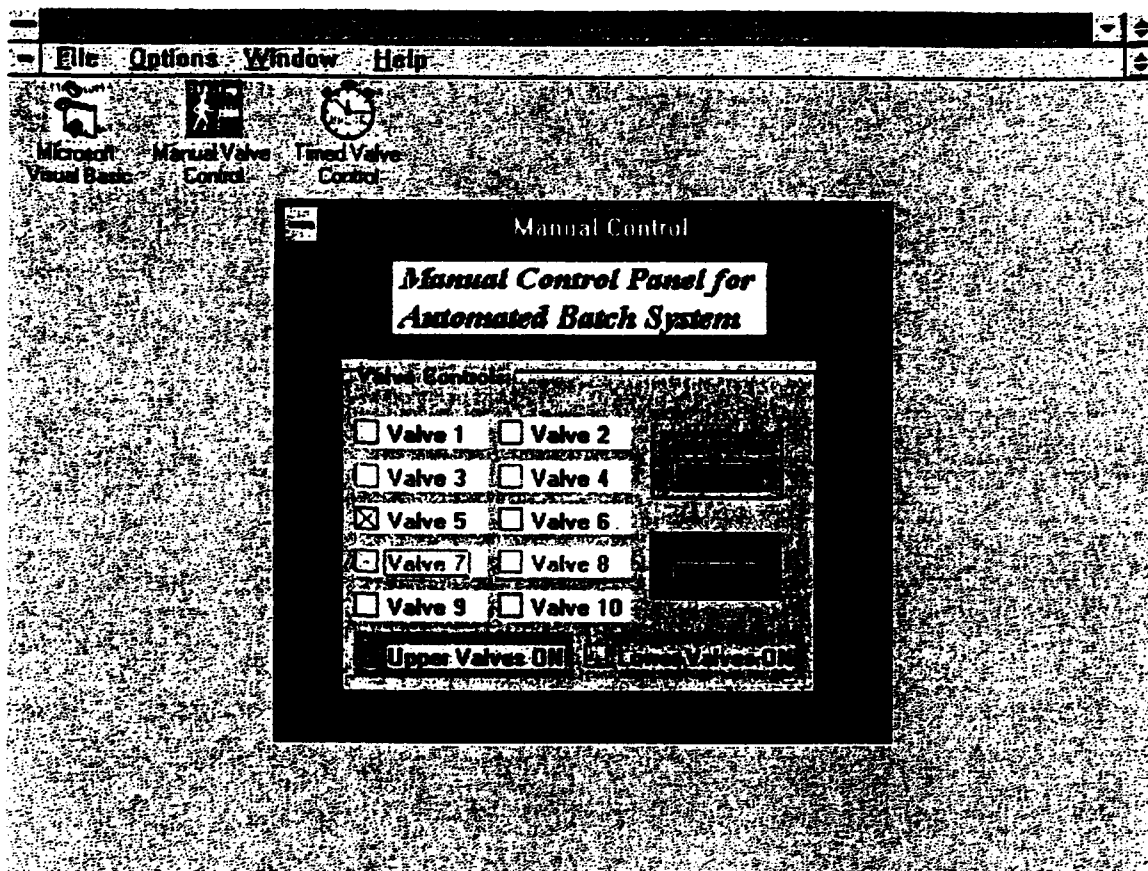 File Options Window Help
Microsoft Visual Basic
Manual Valve Control
Timed Valve Control
Manual Control
Manual Control Panel for
Automated Batch System
Valve Controls
Valve 1 Valve 2
Valve 3 Valve 4
Valve 5 Valve 6
Valve 7 Valve 8
Valve 9 Valve 10
Upper Valves ON Lower Valves ON